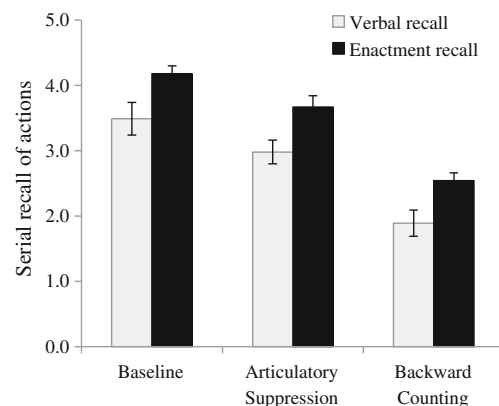 Verbal recall
Enactment recall
5.0
4.0
3.0
2.0
1.0
0.0
Serial recall of actions
Baseline
Articulatory
Suppression
Backward
Counting